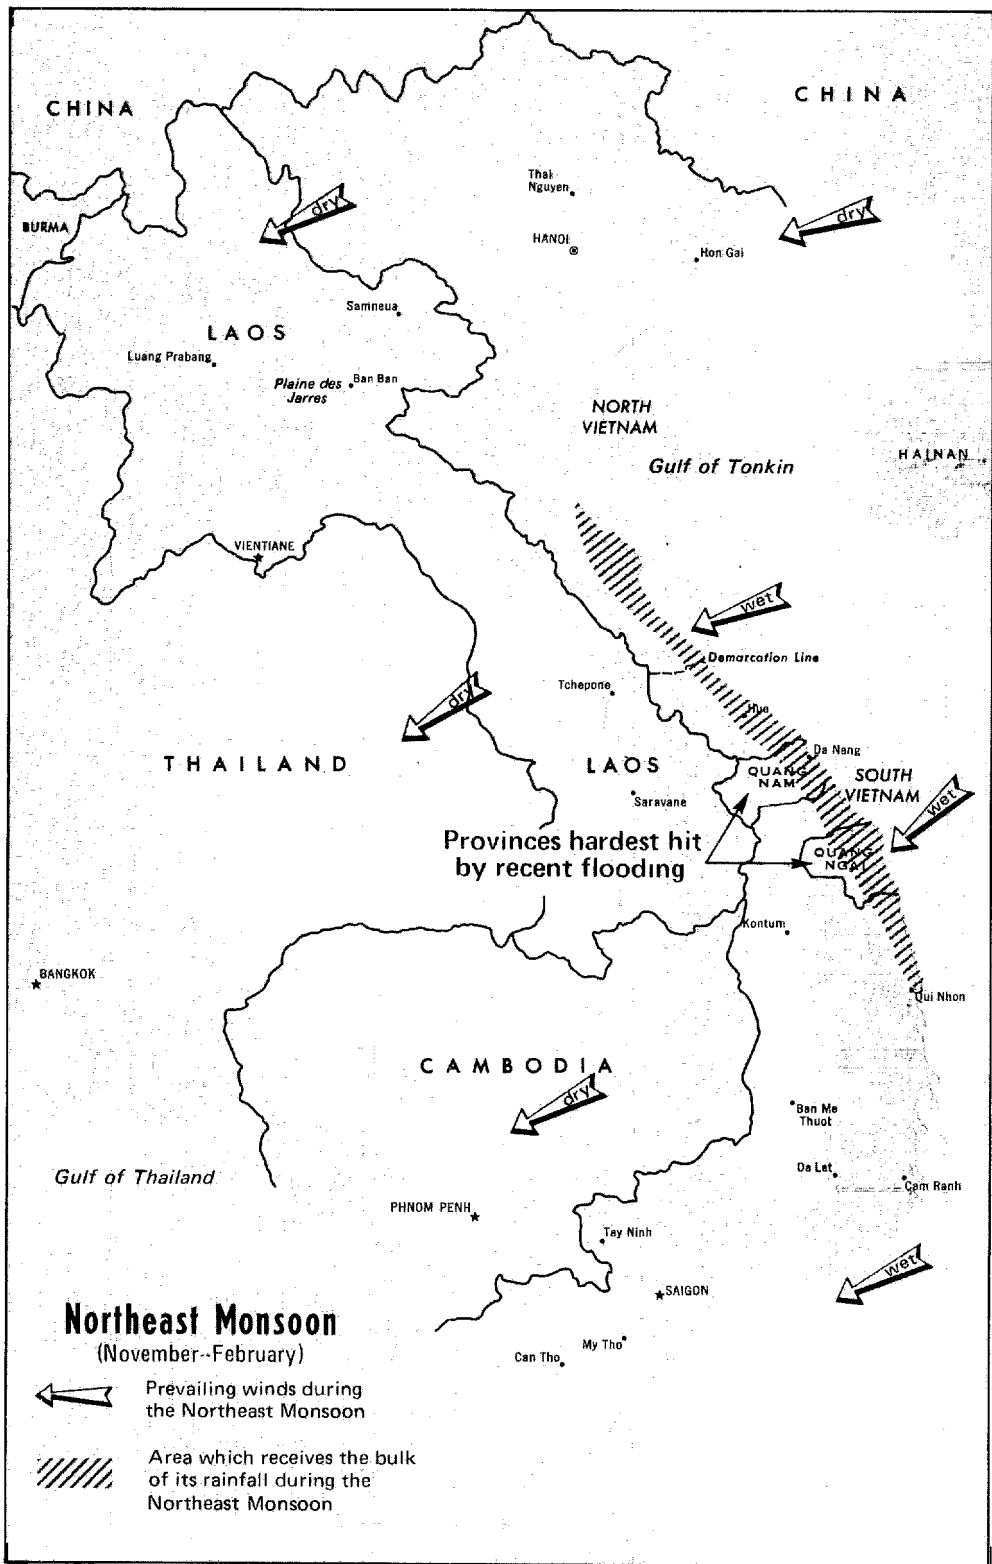 CHINA
CHINA
Thai
Nguyen
dry
dry
BURMA
HANOI
Hon Gai
Samneua
LAOS
Luang Prabang
Plaine des
Jarres
Ban Ban
NORTH
VIETNAM
HAINAN
Gulf of Tonkin
VIENTIANE
wet
Demarcation Line
Tchepone
dry
Hue
Da Nang
THAILAND
LAOS
QUANG
NAM
SOUTH
VIETNAM
Saravane
wet
Provinces hardest hit
by recent flooding
QUANG
NGAI
Kontum
BANGKOK
Qui Nhon
CAMBODIA
dry
Ban Me
Thuot
Gulf of Thailand
Da Lat
Cam Ranh
PHNOM PENH
Tay Ninh
wet
SAIGON
Northeast Monsoon
(November--February)
My Tho
Can Tho
Prevailing winds during
the Northeast Monsoon
Area which receives the bulk
of its rainfall during the
Northeast Monsoon